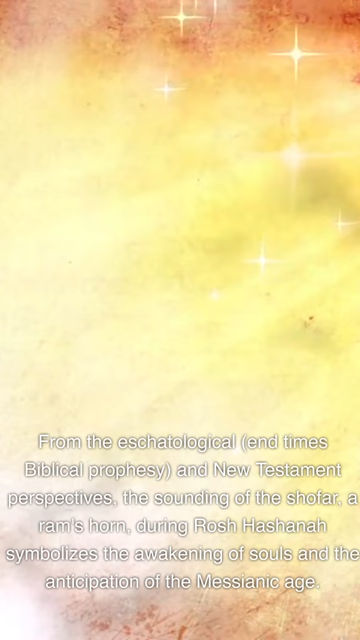 From the eschatological (end times
Biblical prophesy) and New Testament
perspectives, the sounding of the shofar, a
ram's horn, during Rosh Hashanah
symbolizes the awakening of souls and the
anticipation of the Messianic age.